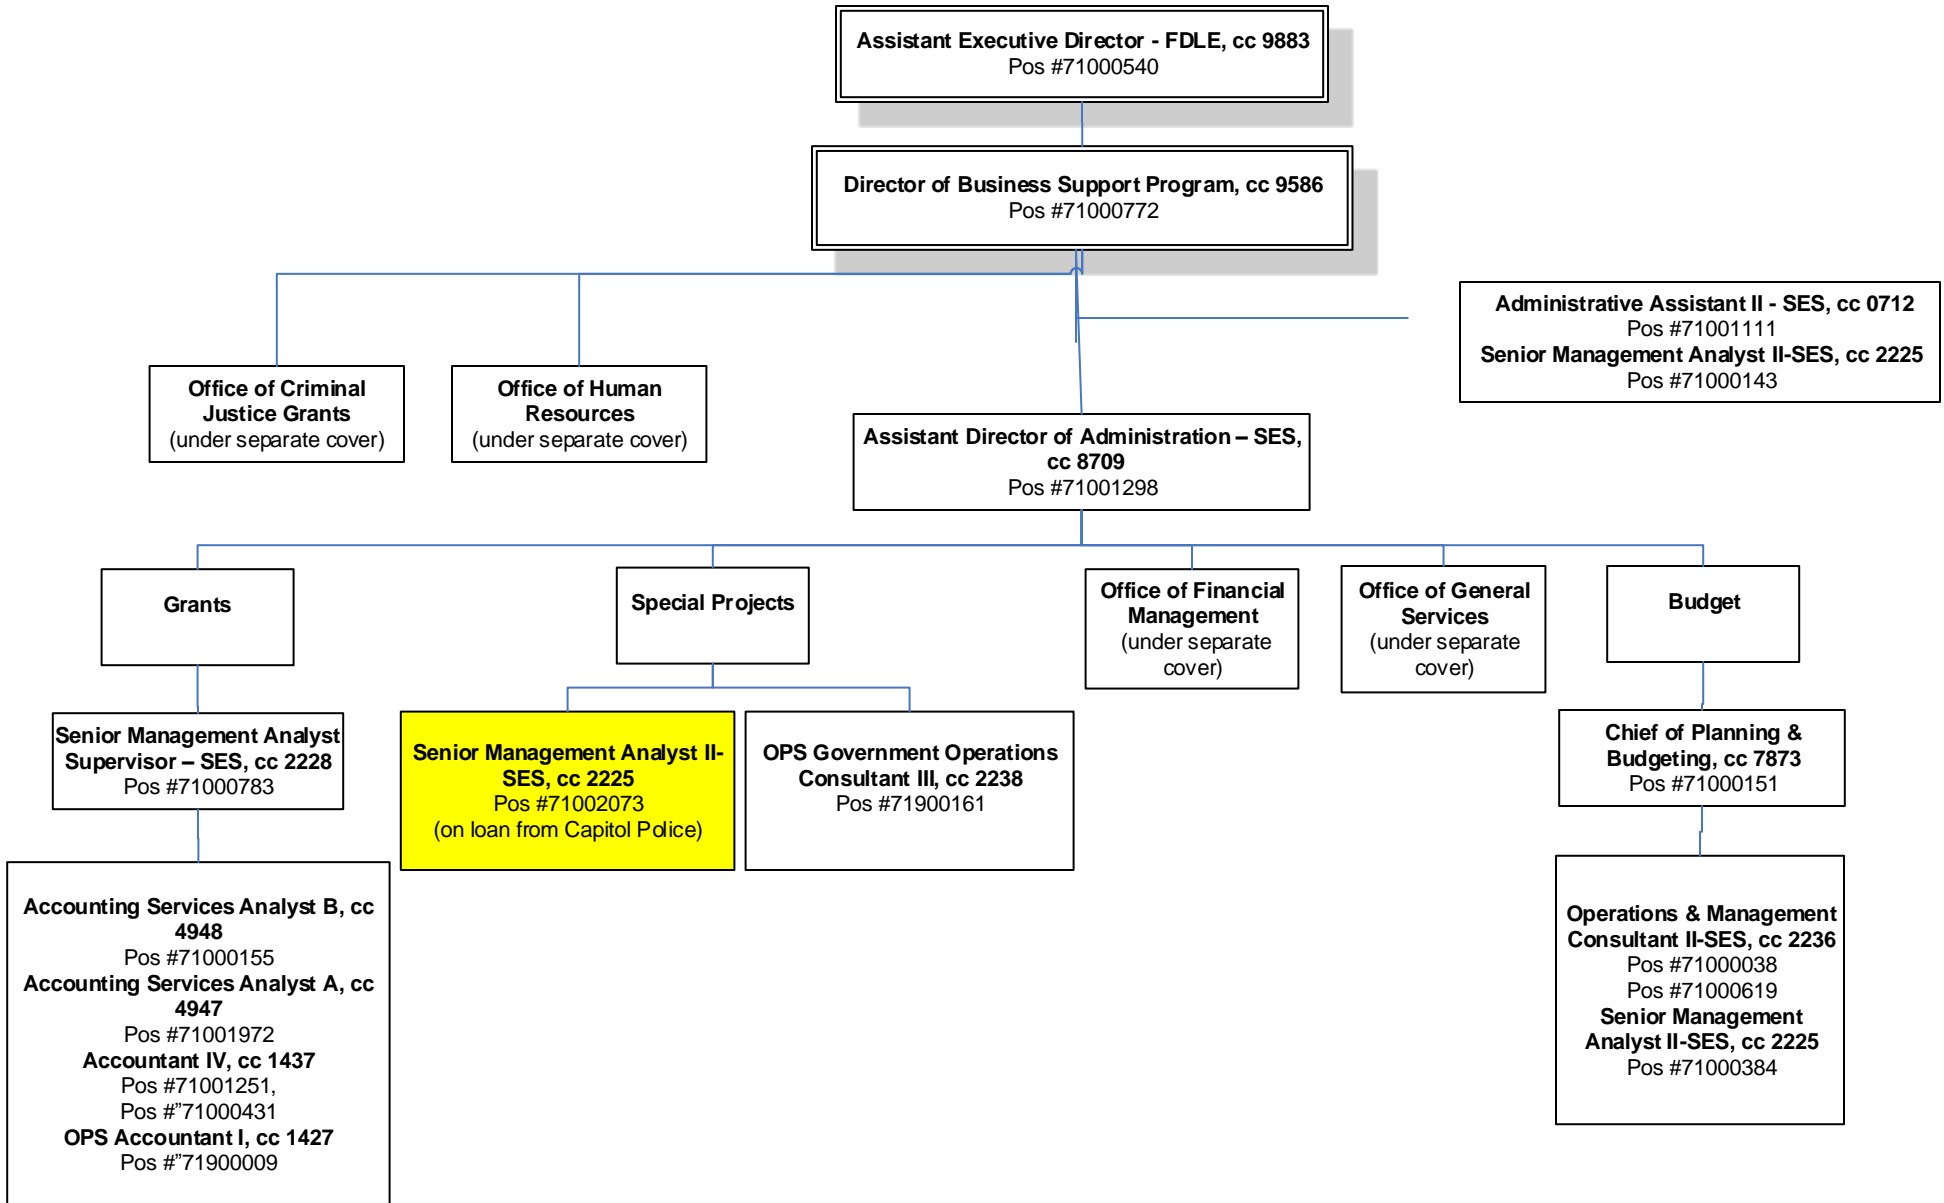 Assistant Executive Director - FDLE, cc 9883
Pos #71000540
Director of Business Support Program, cc 9586
Pos #71000772
Administrative Assistant II - SES, cc 0712
Pos #71001111
Senior Management Analyst II-SES, cc 2225
Pos #71000143
Office of Criminal
Justice Grants
(under separate cover)
Office of Human
Resources
(under separate cover)
Assistant Director of Administration – SES,
cc 8709
Pos #71001298
Grants
Special Projects
Office of Financial
Management
(under separate
cover)
Office of General
Services
(under separate
cover)
Budget
Senior Management Analyst
Supervisor – SES, cc 2228
Pos #71000783
Senior Management Analyst II-
SES, cc 2225
Pos #71002073
(on loan from Capitol Police)
OPS Government Operations
Consultant III, cc 2238
Pos #71900161
Chief of Planning &
Budgeting, cc 7873
Pos #71000151
Accounting Services Analyst B, cc
4948
Pos #71000155
Accounting Services Analyst A, cc
4947
Pos #71001972
Accountant IV, cc 1437
Pos #71001251,
Pos #”71000431
OPS Accountant I, cc 1427
Pos #”71900009
Operations & Management
Consultant II-SES, cc 2236
Pos #71000038
Pos #71000619
Senior Management
Analyst II-SES, cc 2225
Pos #71000384